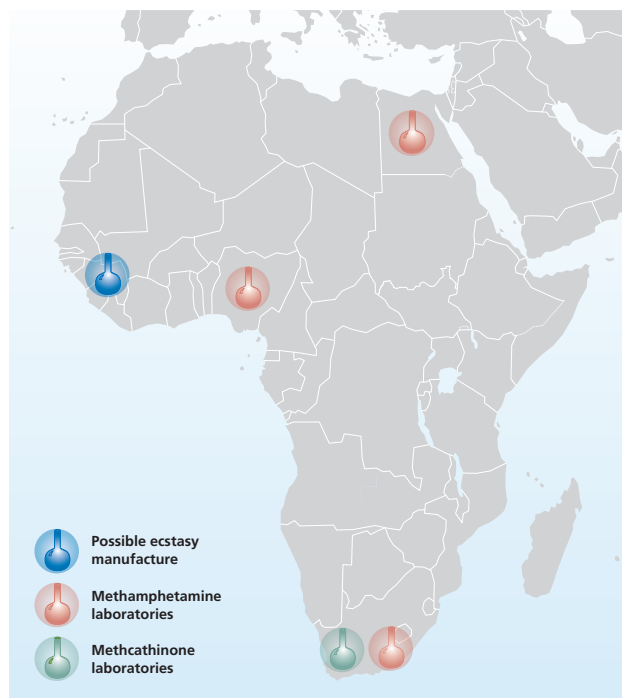 Possible ecstasy
manufacture
Methamphetamine
laboratories
Methcathinone
laboratories